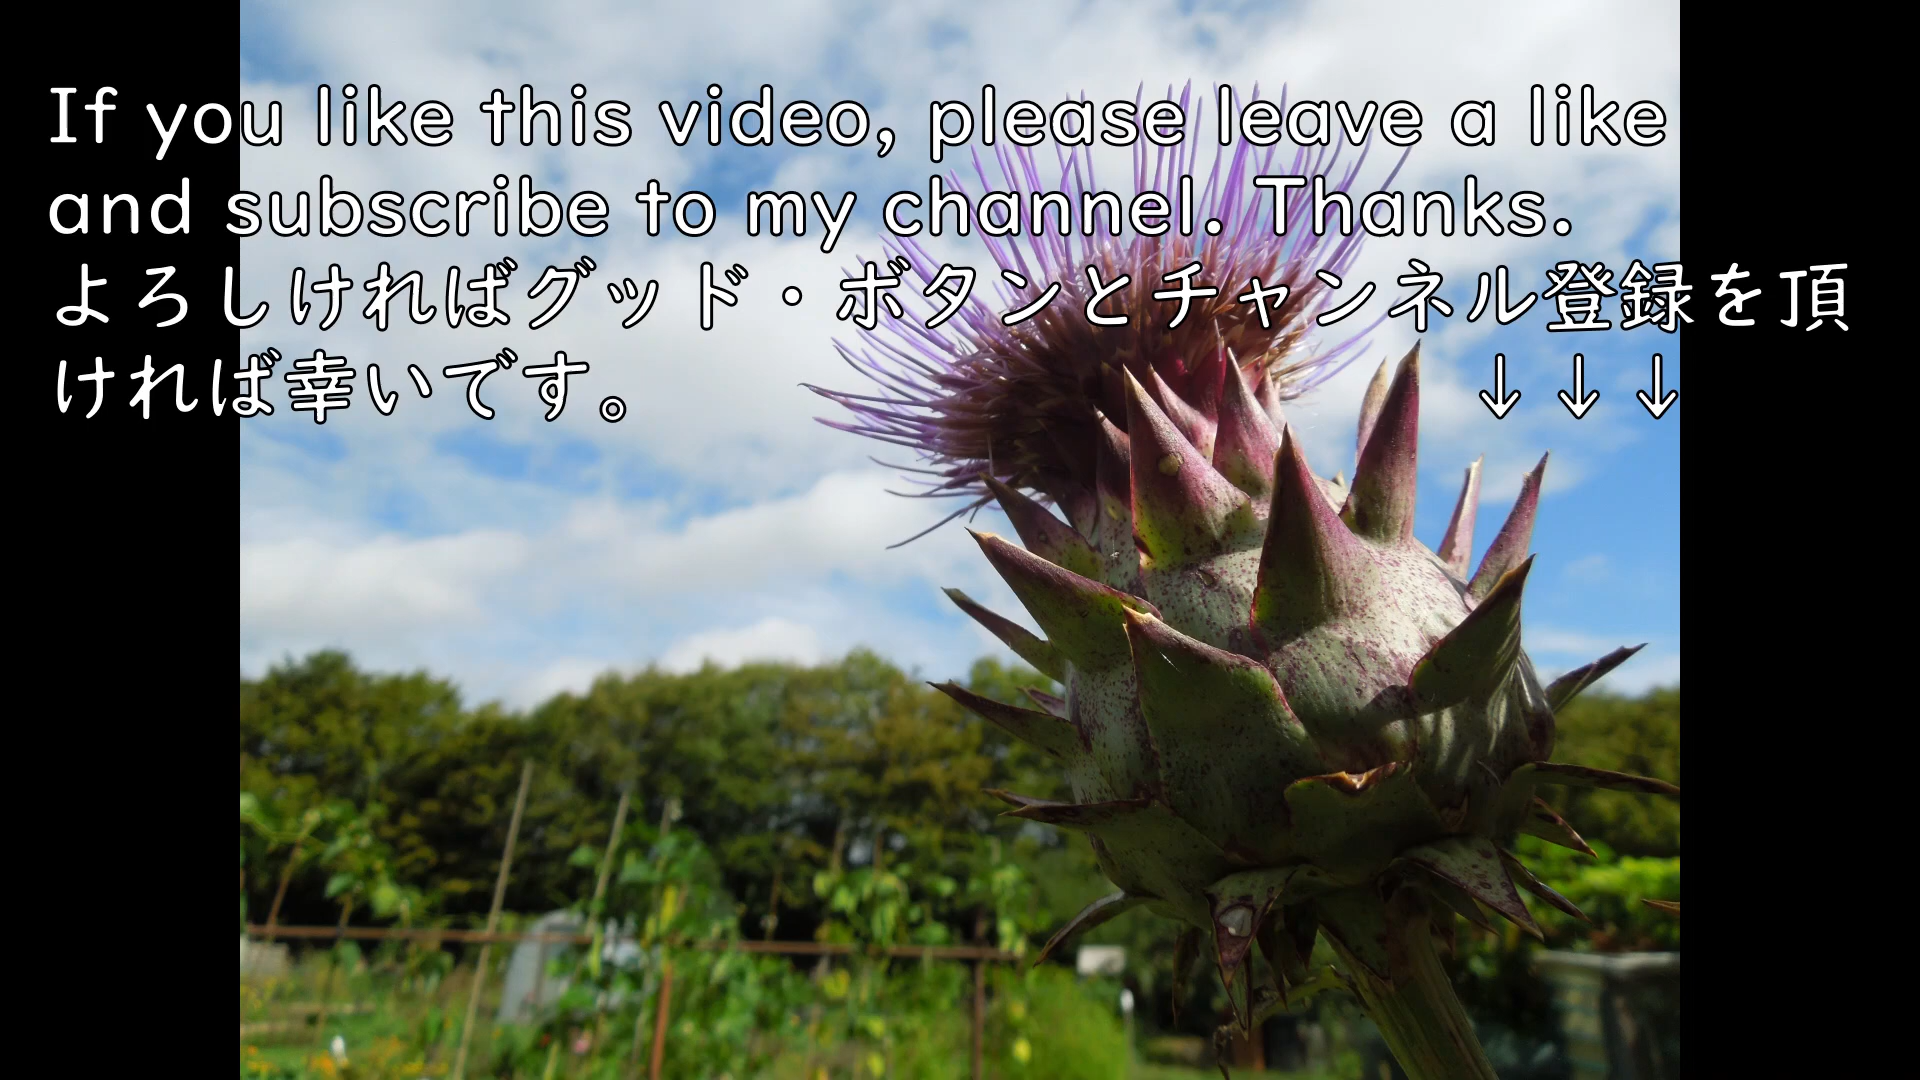 If you like this video, please leave a like
and subscribe to my channel. Thanks.
よろしければグッド・ボタンとチャンネル登録を頂
ければ幸いです。 ↓ ↓ ↓